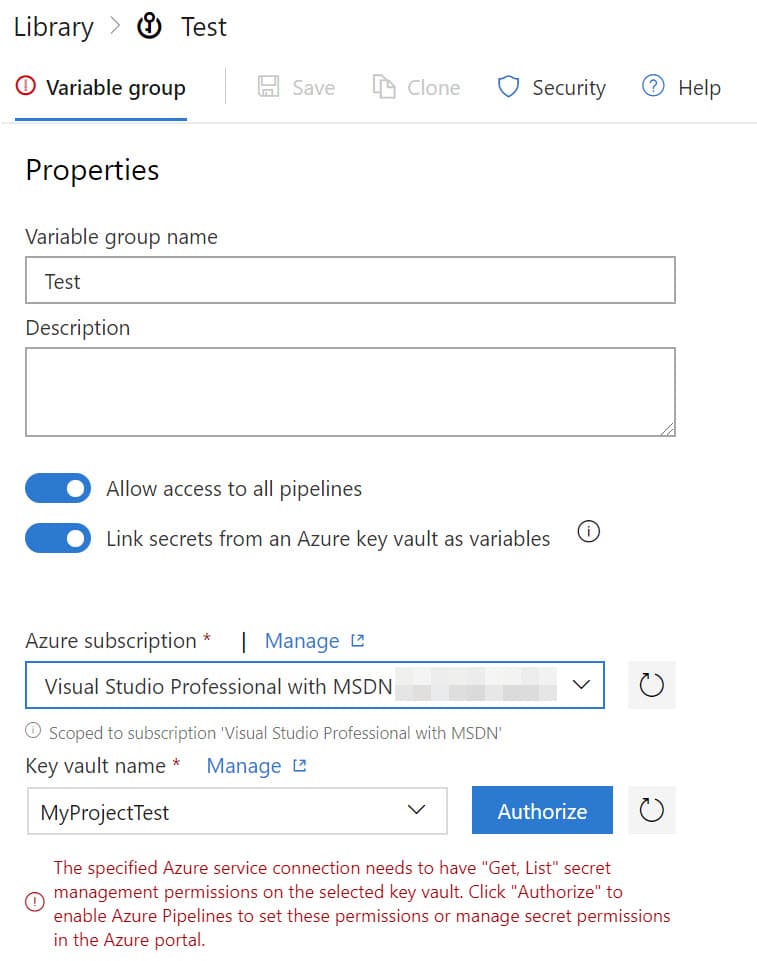 Library > Test
Variable group Save Clone Security Help
Properties
Variable group name
Test
Description
Allow access to all pipelines
Link secrets from an Azure key vault as variables
Azure subscription * | Manage
Visual Studio Professional with MSDN
Scoped to subscription 'Visual Studio Professional with MSDN'
Key vault name * Manage
MyProjectTest Authorize
The specified Azure service connection needs to have "Get, List" secret
management permissions on the selected key vault. Click "Authorize" to
enable Azure Pipelines to set these permissions or manage secret permissions
in the Azure portal.